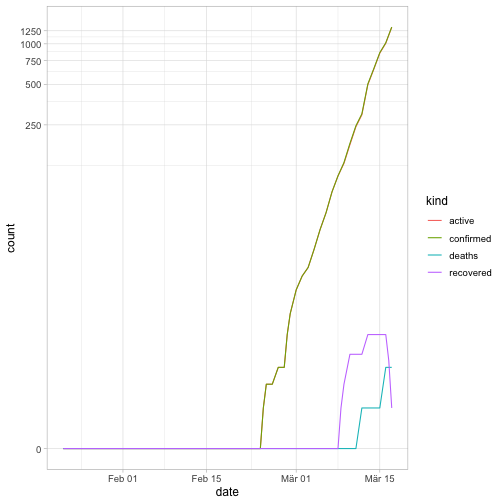 1250
1000
750
500
250
0
count
Feb 01 Feb 15 Mär 01 Mär 15
date
kind
active
confirmed
deaths
recovered